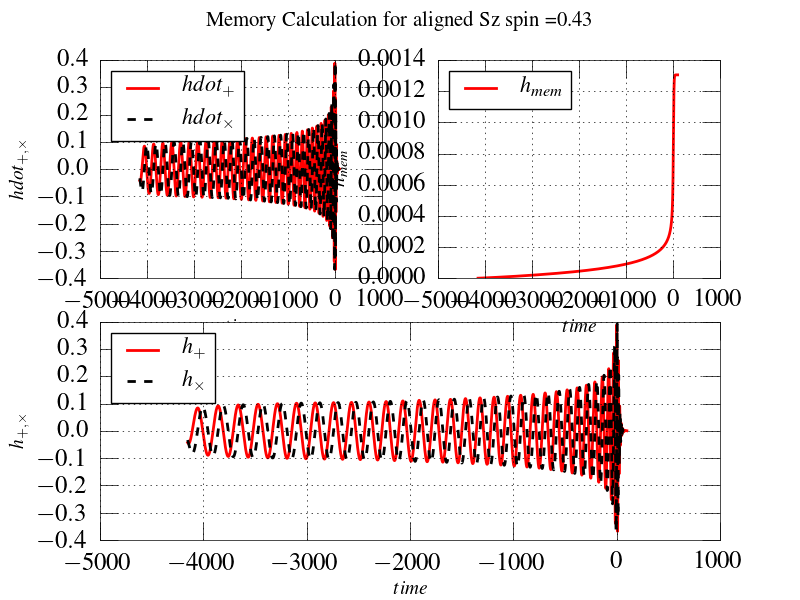 Memory Calculation for aligned Sz spin =0.43
0.4
0.3
0.2
0.1
0.0
−0.1
−0.2
−0.3
−0.4
hdot+,×
hdot+
hdot×
−5000 −4000 −3000 −2000 −1000 0 1000
0.0014
0.0012
0.0010
0.0008
0.0006
0.0004
0.0002
0.0000
hmem
hmem
−5000 −4000 −3000 −2000 −1000 0 1000
time
0.4
0.3
0.2
0.1
0.0
−0.1
−0.2
−0.3
−0.4
h+,×
h+
h×
−5000 −4000 −3000 −2000 −1000 0 1000
time